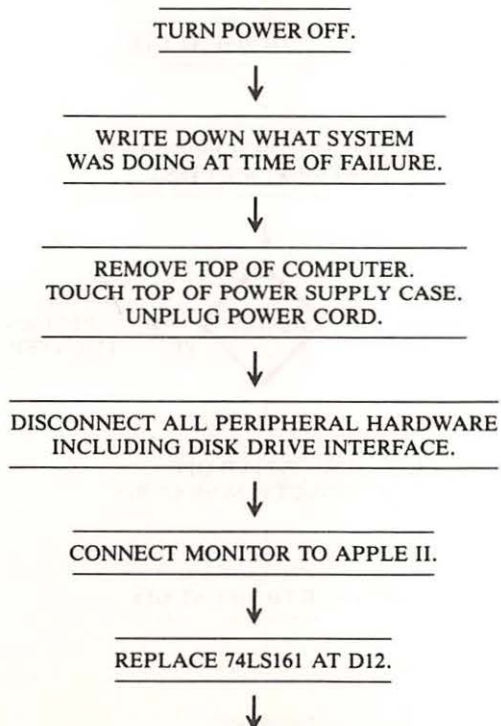 TURN POWER OFF.
WRITE DOWN WHAT SYSTEM
WAS DOING AT TIME OF FAILURE.
REMOVE TOP OF COMPUTER.
TOUCH TOP OF POWER SUPPLY CASE.
UNPLUG POWER CORD.
DISCONNECT ALL PERIPHERAL HARDWARE
INCLUDING DISK DRIVE INTERFACE.
CONNECT MONITOR TO APPLE II.
REPLACE 74LS161 AT D12.